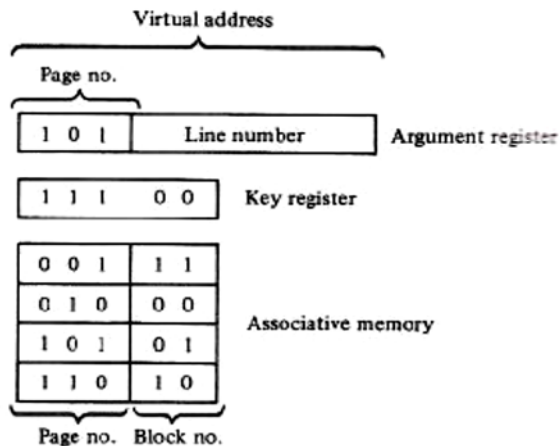 Virtual address
Page no.
1 0 1 Line number Argument register
1 1 1 0 0 Key register
0 0 1 1 1
0 1 0 0 0
Associative memory
1 0 1 0 1
1 1 0 1 0
Page no. Block no.